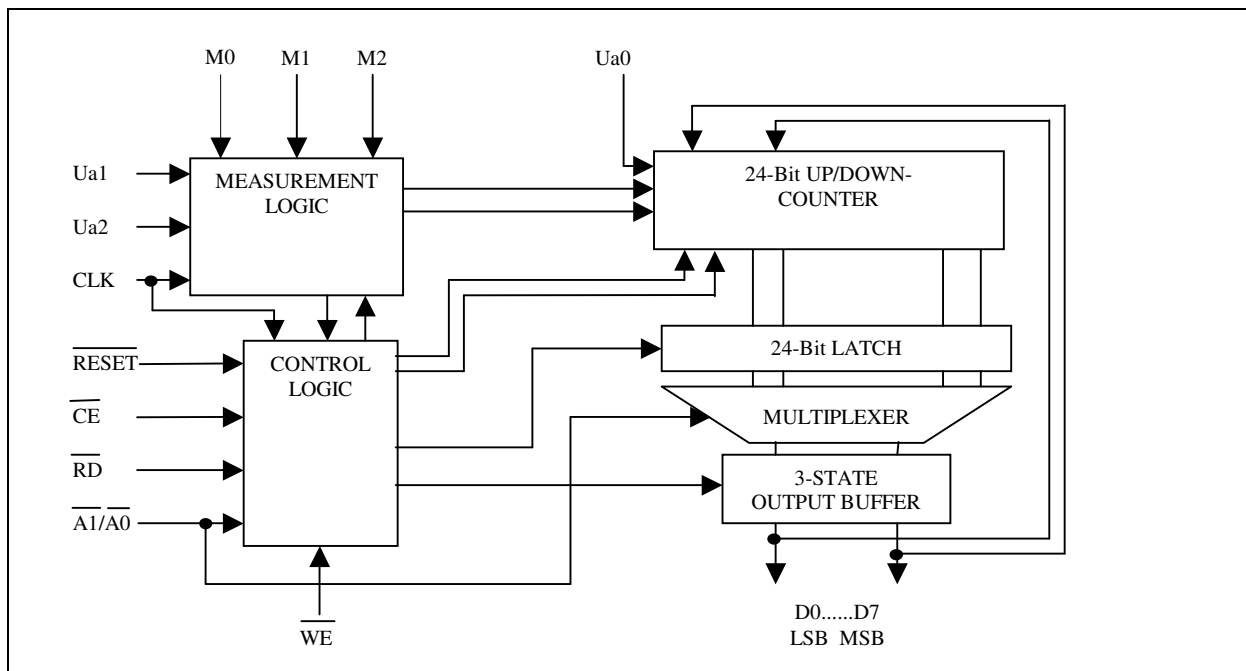 M0 M1 M2 Ua0
Ua1
Ua2
CLK
MEASUREMENT
LOGIC
24-Bit UP/DOWN-
COUNTER
RESET
CE
RD
A1/A0
CONTROL
LOGIC
24-Bit LATCH
MULTIPLEXER
3-STATE
OUTPUT BUFFER
WE
D0......D7
LSB MSB